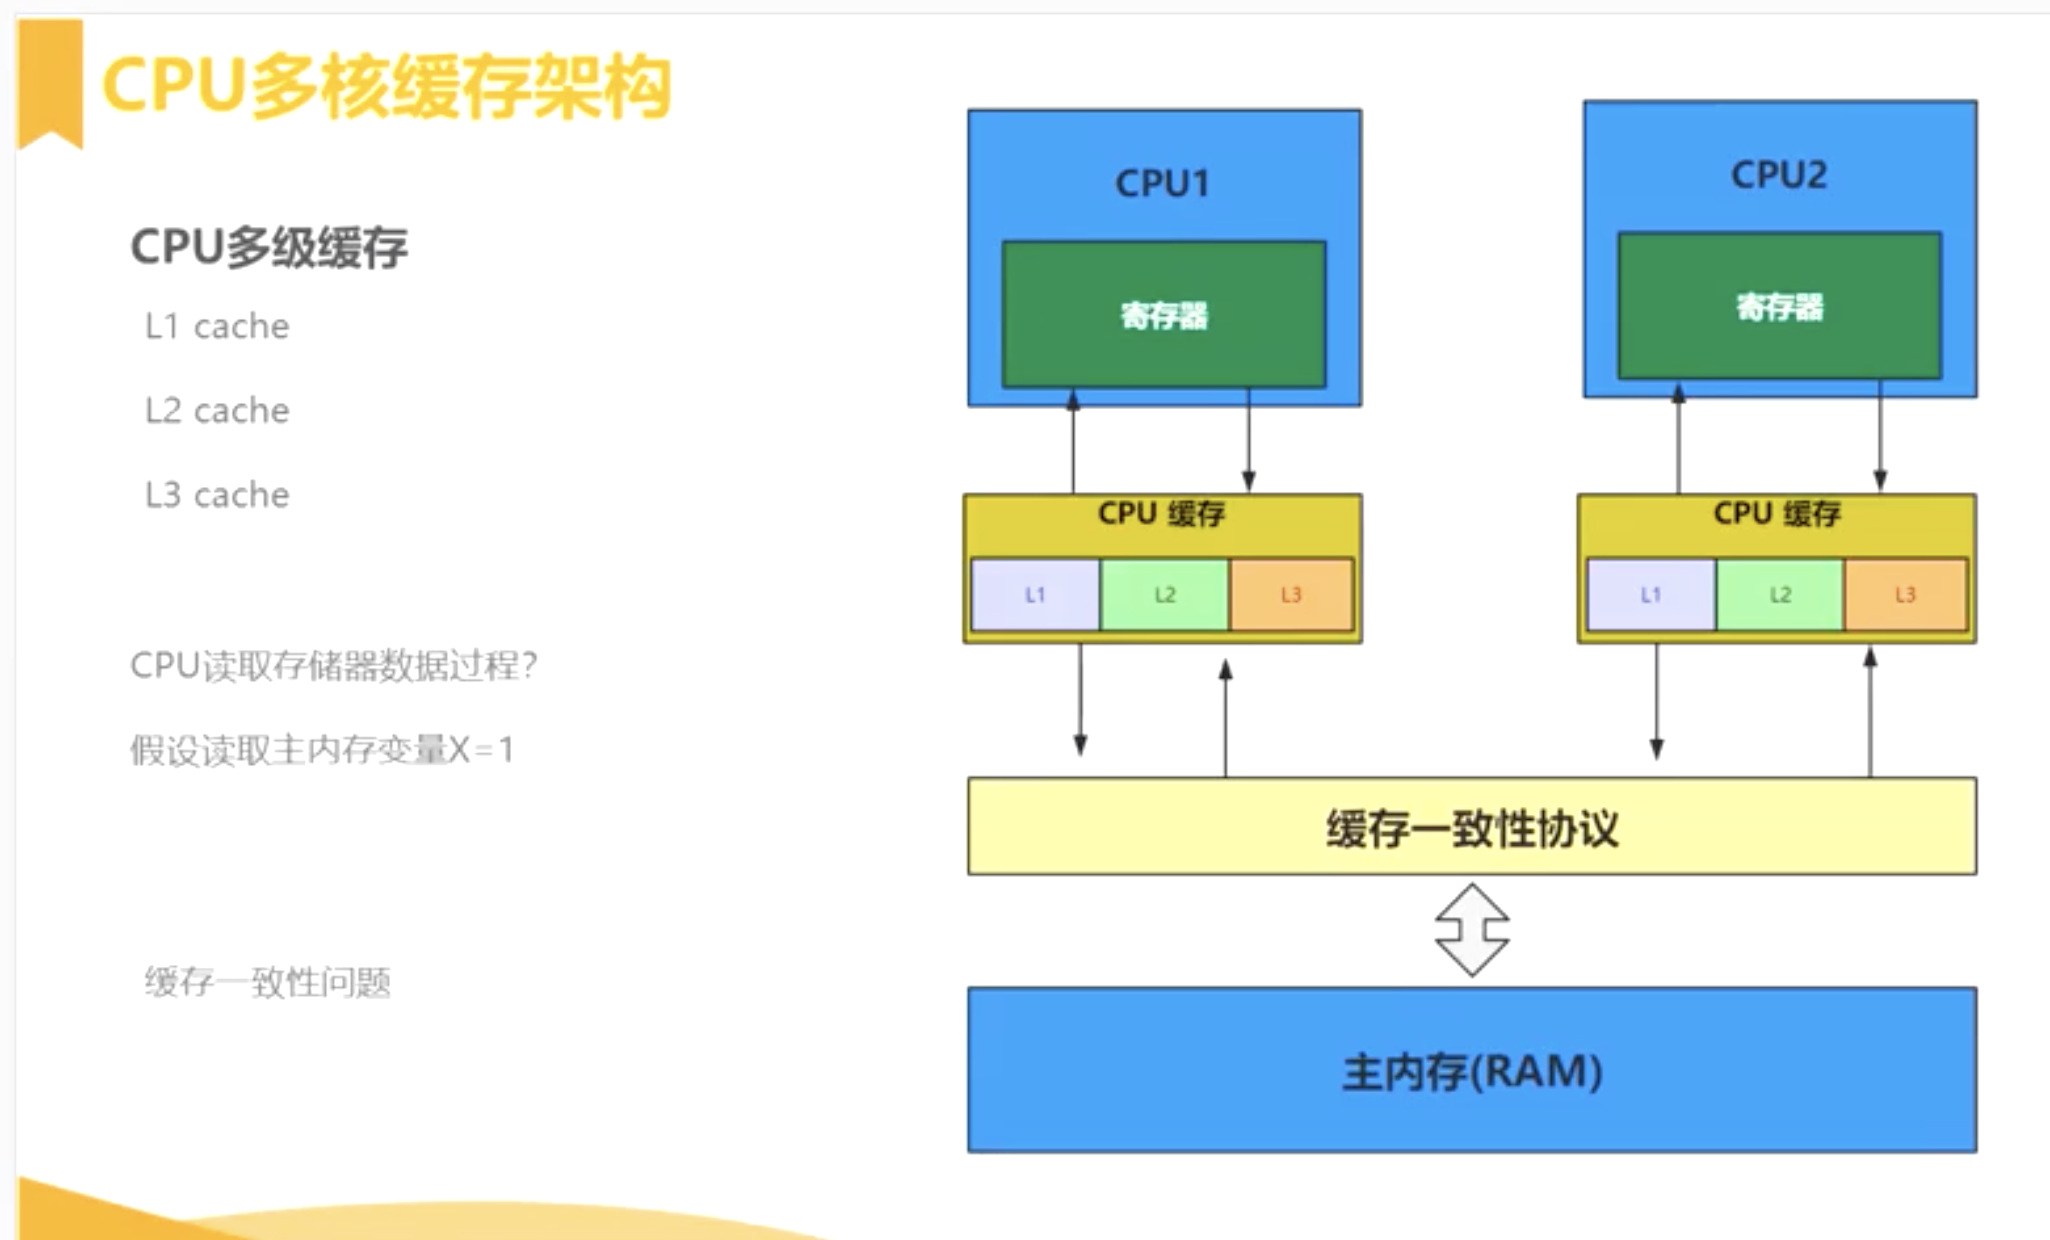 CPU多核缓存架构
CPU多级缓存
L1 cache
L2 cache
L3 cache
CPU读取存储器数据过程?
假设读取主内存变量X=1
缓存一致性问题
CPU1
寄存器
CPU2
寄存器
CPU 缓存
L1
L2
L3
CPU 缓存
L1
L2
L3
缓存一致性协议
主内存(RAM)